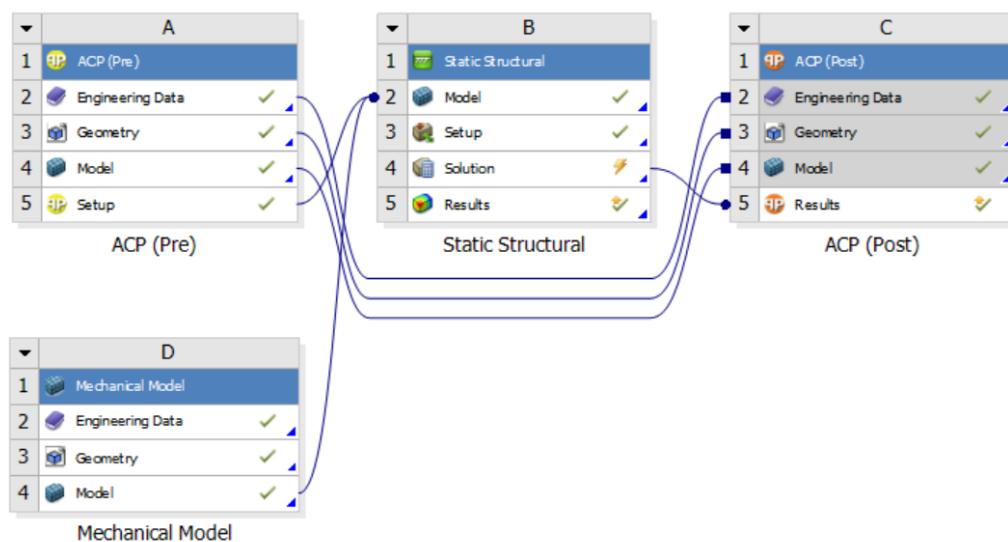 A
1 ACP (Pre)
2 Engineering Data
3 Geometry
4 Model
5 Setup
ACP (Pre)
B
1 Static Structural
2 Model
3 Setup
4 Solution
5 Results
Static Structural
C
1 ACP (Post)
2 Engineering Data
3 Geometry
4 Model
5 Results
ACP (Post)
D
1 Mechanical Model
2 Engineering Data
3 Geometry
4 Model
Mechanical Model